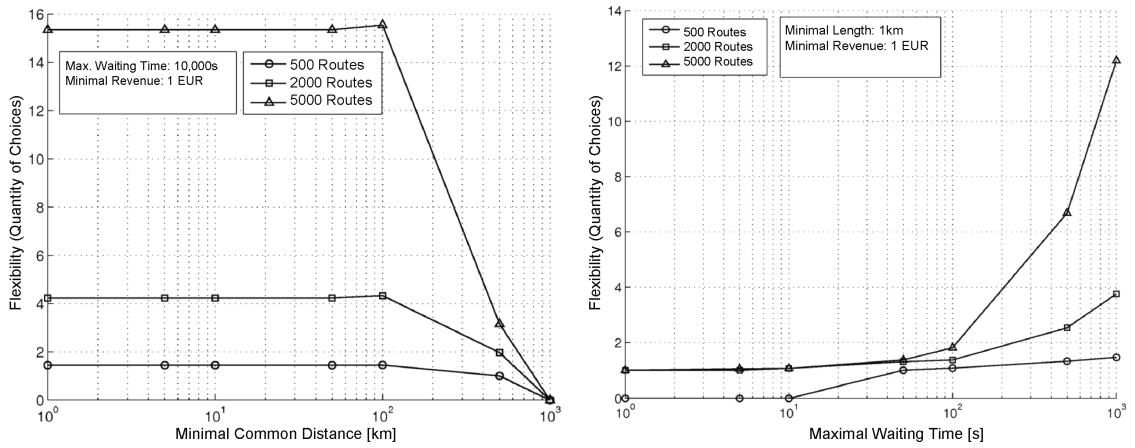 16
14
12
10
8
6
4
2
0
Flexibility (Quantity of Choices)
Max. Waiting Time: 10,000s
Minimal Revenue: 1 EUR
500 Routes
2000 Routes
5000 Routes
10^0
10^1
10^2
10^3
Minimal Common Distance [km]
14
12
10
8
6
4
2
0
Flexibility (Quantity of Choices)
500 Routes
2000 Routes
5000 Routes
Minimal Length: 1km
Minimal Revenue: 1 EUR
10^0
10^1
10^2
10^3
Maximal Waiting Time [s]